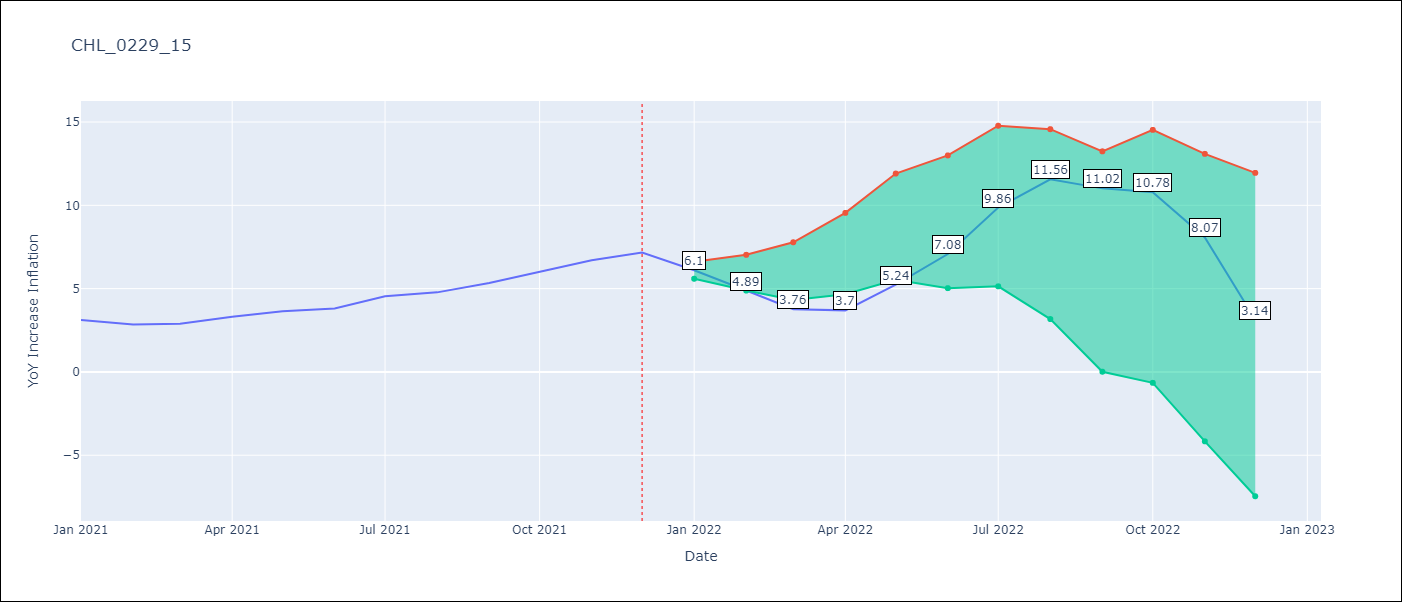 CHL_0229_15
15
10
5
0
−5
YoY Increase Inflation
6.1
4.89
3.76
3.7
5.24
7.08
9.86
11.56
11.02
10.78
8.07
3.14
Jan 2021
Apr 2021
Jul 2021
Oct 2021
Jan 2022
Apr 2022
Jul 2022
Oct 2022
Jan 2023
Date